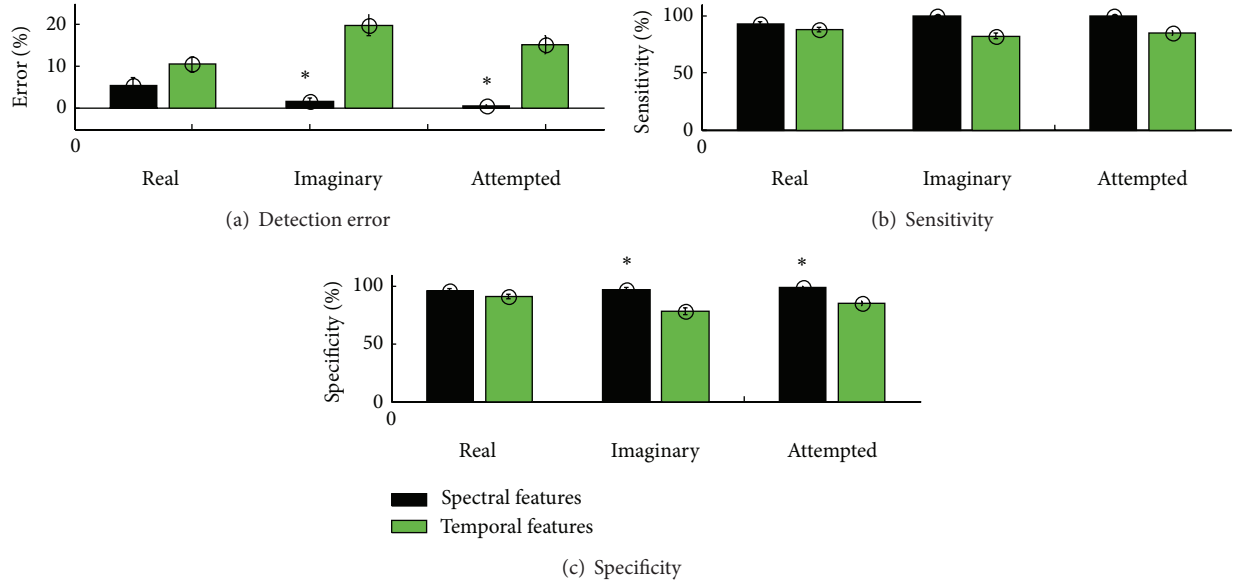 Error (%)
20
10
0
0
*
*
Real
Imaginary
Attempted
(a) Detection error
Sensitivity (%)
100
50
0
0
Real
Imaginary
Attempted
(b) Sensitivity
Specificity (%)
100
50
0
0
*
*
Real
Imaginary
Attempted
Spectral features
Temporal features
(c) Specificity